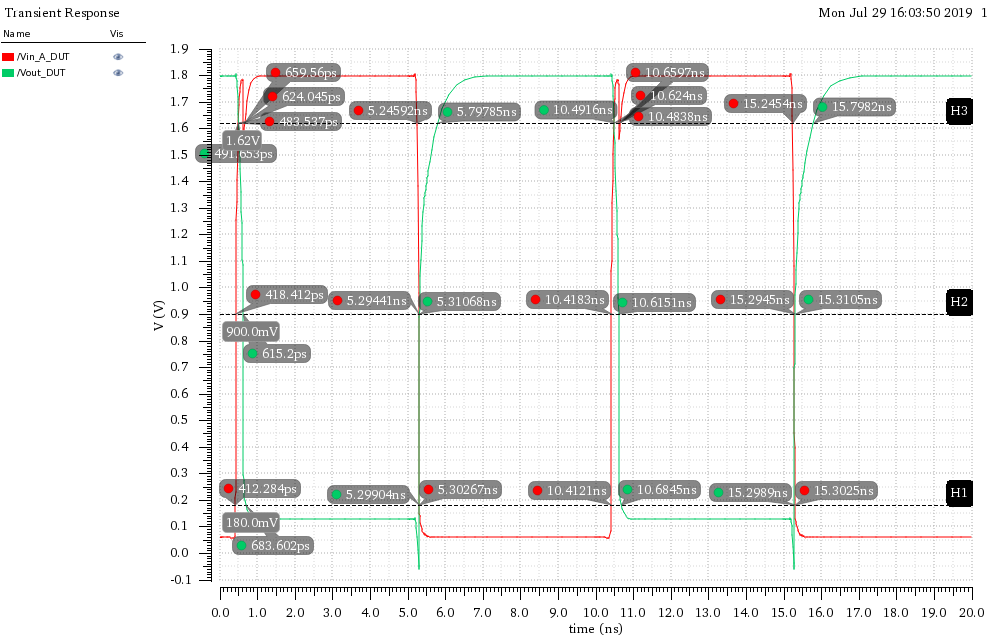 Transient Response
Mon Jul 29 16:03:50 2019 1
Name Vis
/Vin_A_DUT
/Vout_DUT
1.9
1.8
1.7
1.6
1.5
1.4
1.3
1.2
1.1
1.0
0.9
0.8
0.7
0.6
0.5
0.4
0.3
0.2
0.1
0.0
-0.1
V (V)
659.56ps
624.045ps
483.537ps
1.62V
491.653ps
5.24592ns
5.79785ns
10.4916ns
10.6597ns
10.624ns
10.4838ns
15.2454ns
15.7982ns
H3
418.412ps
900.0mV
615.2ps
5.29441ns
5.31068ns
10.4183ns
10.6151ns
15.2945ns
15.3105ns
H2
412.284ps
180.0mV
683.602ps
5.29904ns
5.30267ns
10.4121ns
10.6845ns
15.2989ns
15.3025ns
H1
0.0 1.0 2.0 3.0 4.0 5.0 6.0 7.0 8.0 9.0 10.0 11.0 12.0 13.0 14.0 15.0 16.0 17.0 18.0 19.0 20.0
time (ns)